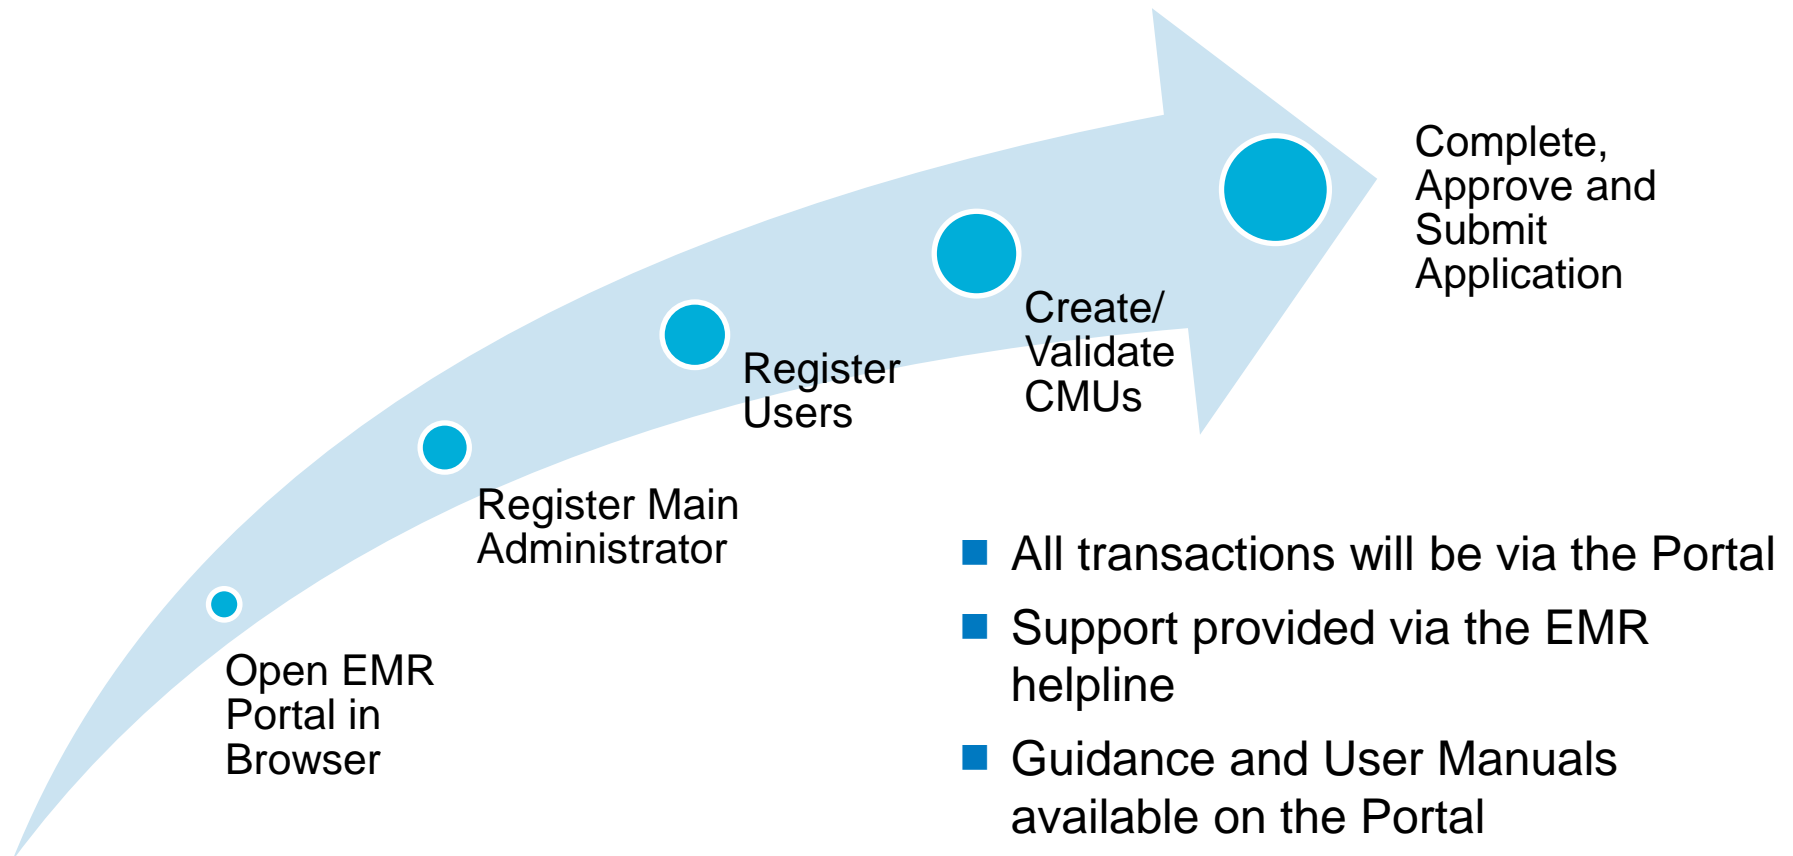 Open EMR
Portal in
Browser
Register Main
Administrator
Register
Users
Create/
Validate
CMUs
Complete,
Approve and
Submit
Application
All transactions will be via the Portal
Support provided via the EMR
helpline
Guidance and User Manuals
available on the Portal